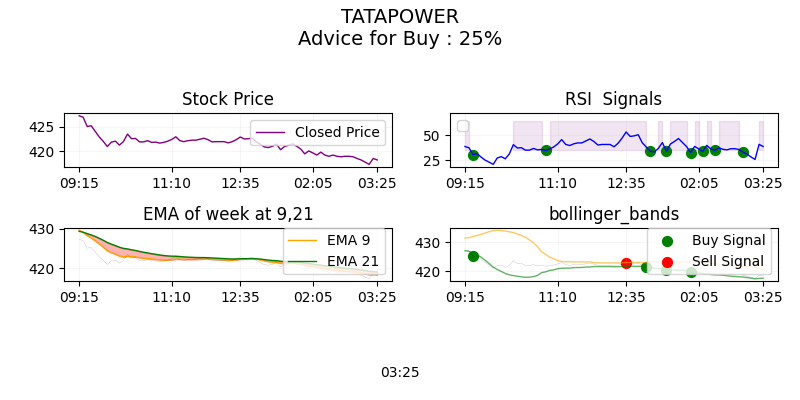 TATAPOWER
Advice for Buy : 25%
Stock Price
425
420
Closed Price
09:15 11:10 12:35 02:05 03:25
RSI  Signals
50
25
09:15 11:10 12:35 02:05 03:25
EMA of week at 9,21
430
420
EMA 9
EMA 21
09:15 11:10 12:35 02:05 03:25
bollinger_bands
430
420
Buy Signal
Sell Signal
09:15 11:10 12:35 02:05 03:25
03:25